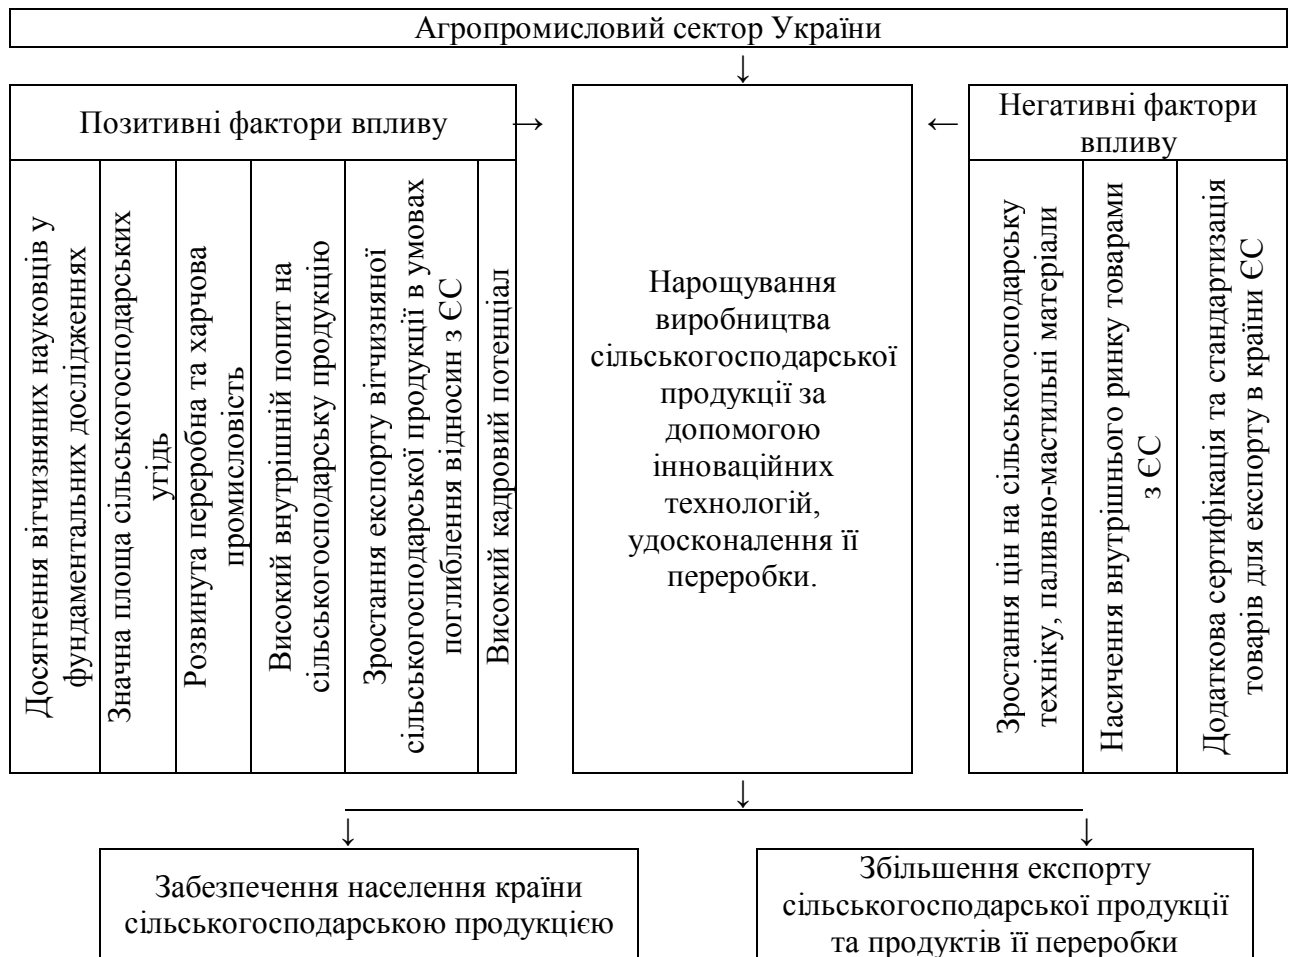 Агропромисловий сектор України
↓
Позитивні фактори впливу
→
←
Негативні фактори
впливу
Досягнення вітчизняних науковців у
фундаментальних дослідженнях
Значна площа сільськогосподарських
угідь
Розвинута переробна та харчова
промисловість
Високий внутрішній попит на
сільськогосподарську продукцію
Зростання експорту вітчизняної
сільськогосподарської продукції в умовах
поглиблення відносин з ЄС
Високий кадровий потенціал
Нарощування
виробництва
сільськогосподарської
продукції за
допомогою
інноваційних
технологій,
удосконалення її
переробки.
Зростання цін на сільськогосподарську
техніку, паливно-мастильні матеріали
Насичення внутрішнього ринку товарами
з ЄС
Додаткова сертифікація та стандартизація
товарів для експорту в країни ЄС
↓
↓
↓
Забезпечення населення країни
сільськогосподарською продукцією
Збільшення експорту
сільськогосподарської продукції
та продуктів її переробки